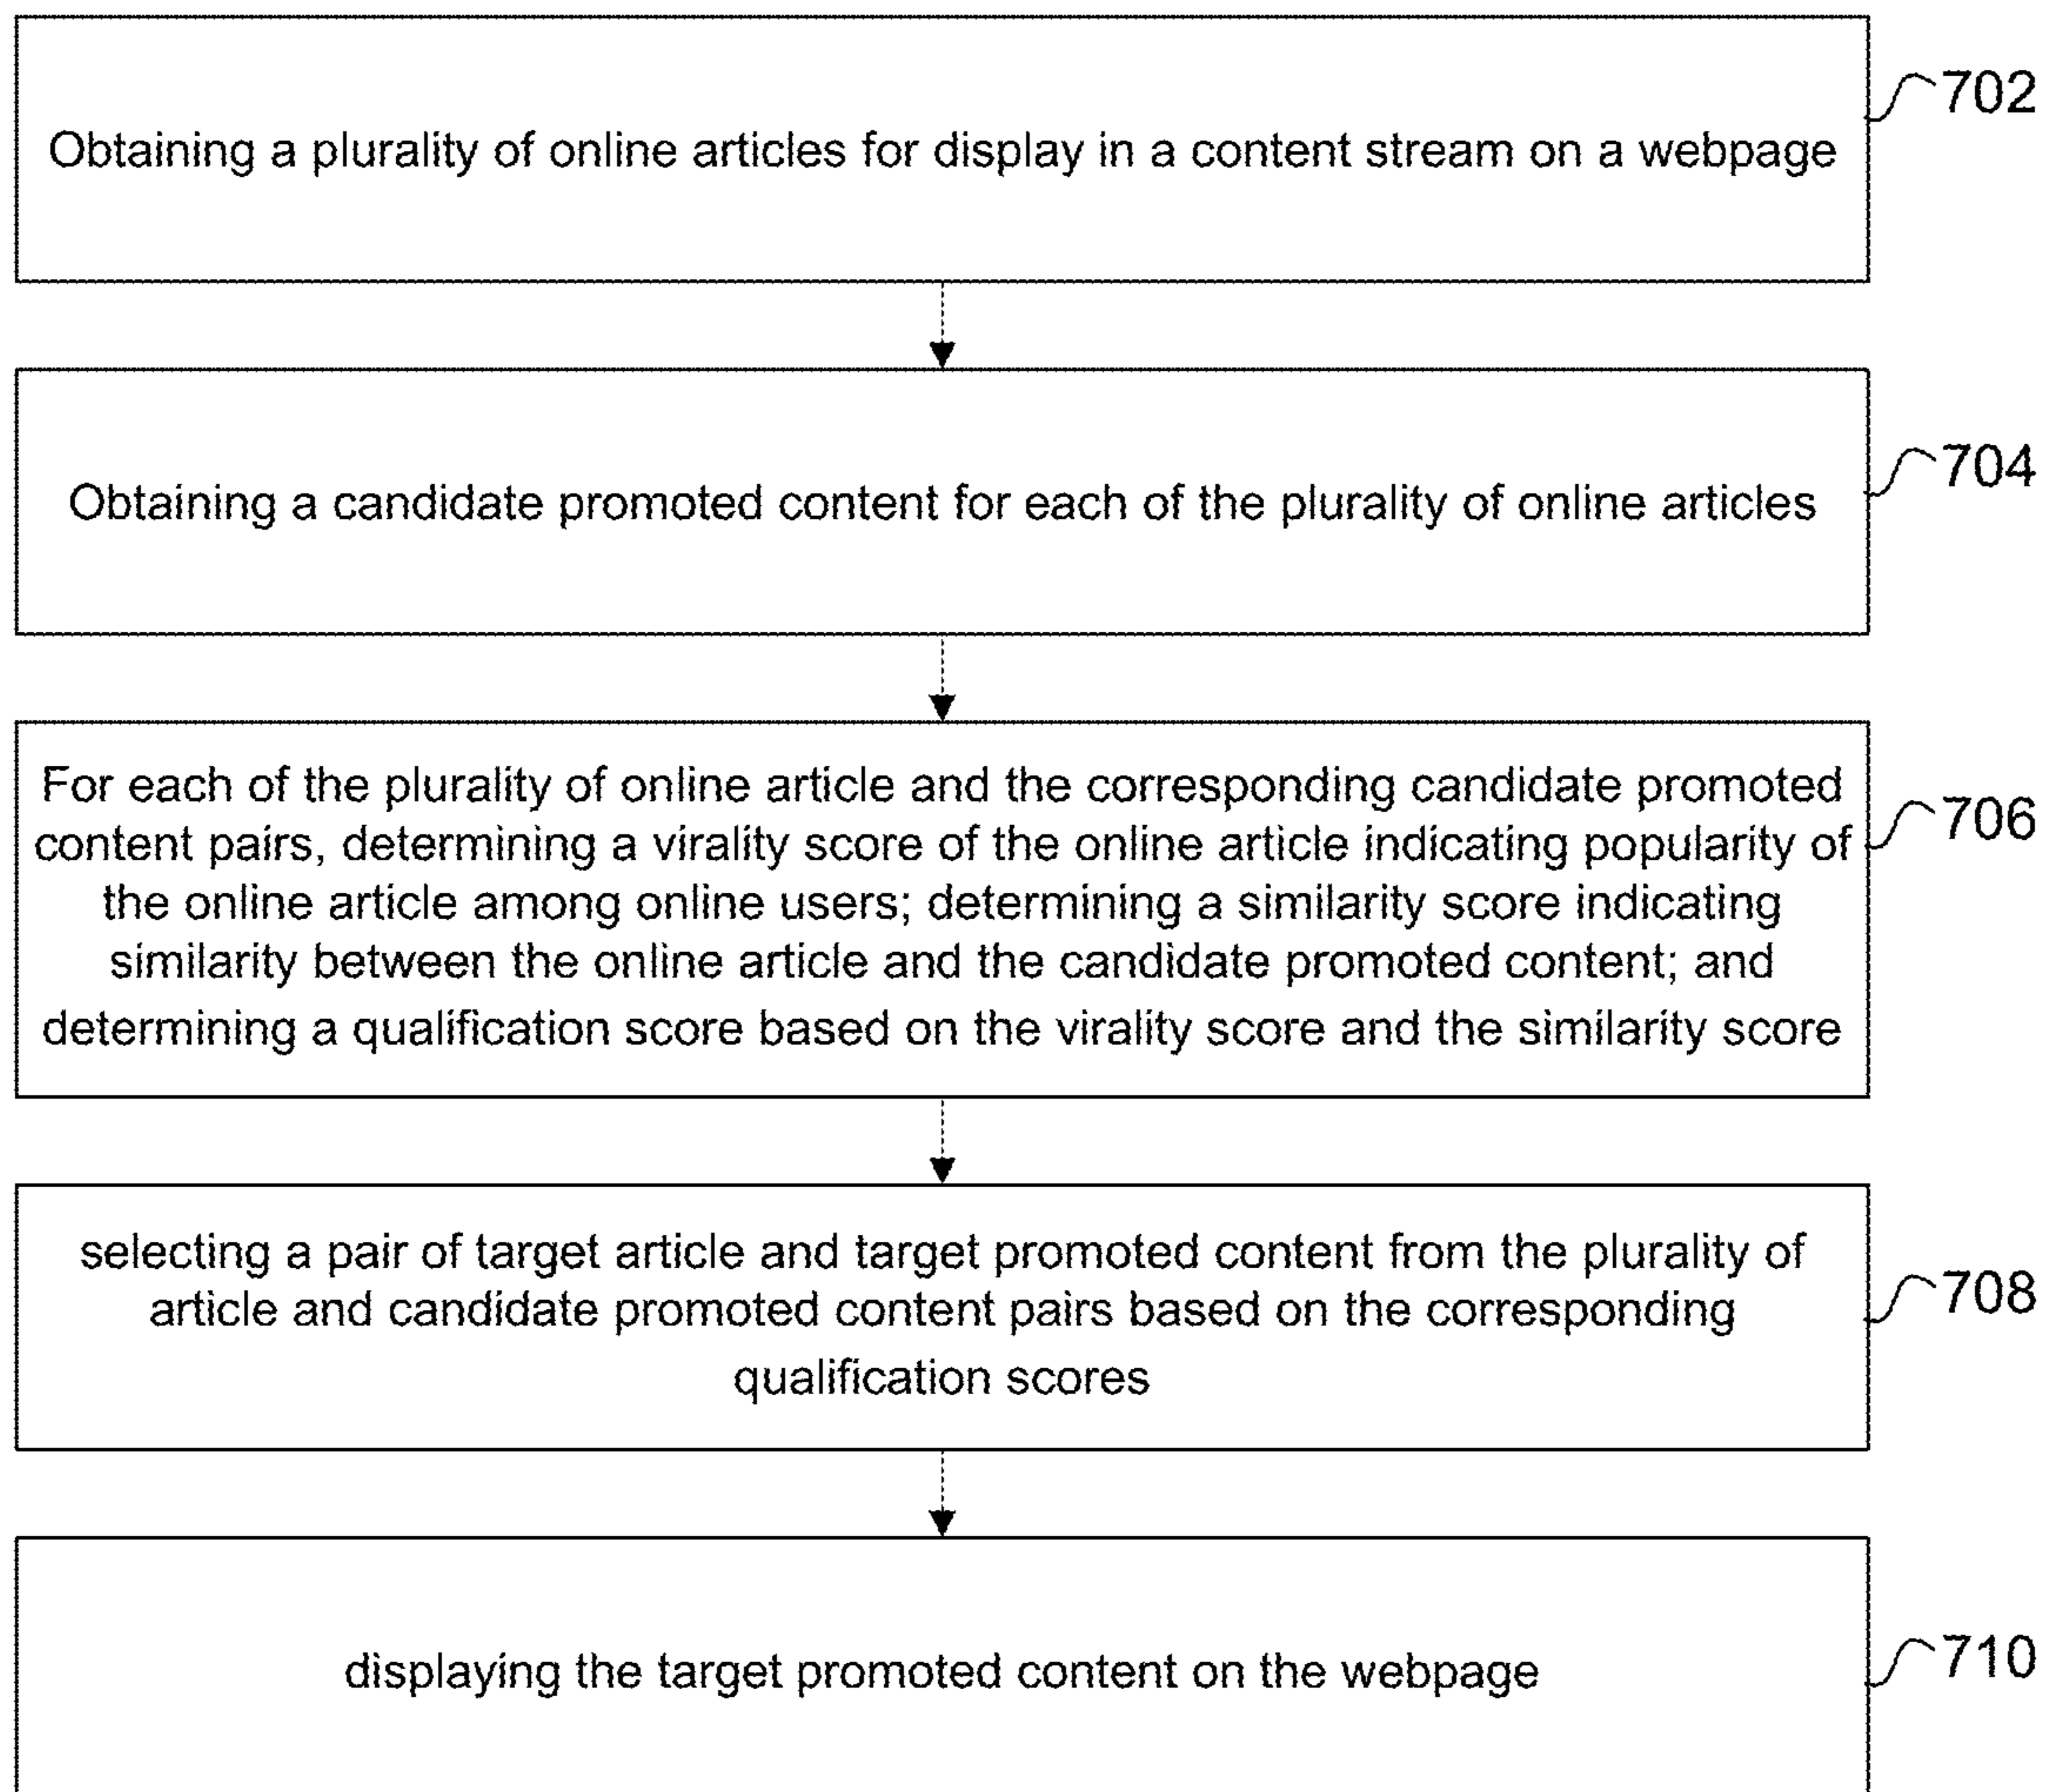 702
Obtaining a plurality of online articles for display in a content stream on a webpage
704
Obtaining a candidate promoted content for each of the plurality of online articles
For each of the plurality of online article and the corresponding candidate promoted
706
content pairs, determining a virality score of the online article indicating popularity of
the online article among online users; determining a similarity score indicating
similarity between the online article and the candidate promoted content; and
determining a qualification score based on the virality score and the similarity score
selecting a pair of target article and target promoted content from the plurality of
708
article and candidate promoted content pairs based on the corresponding
qualification scores
710
displaying the target promoted content on the webpage